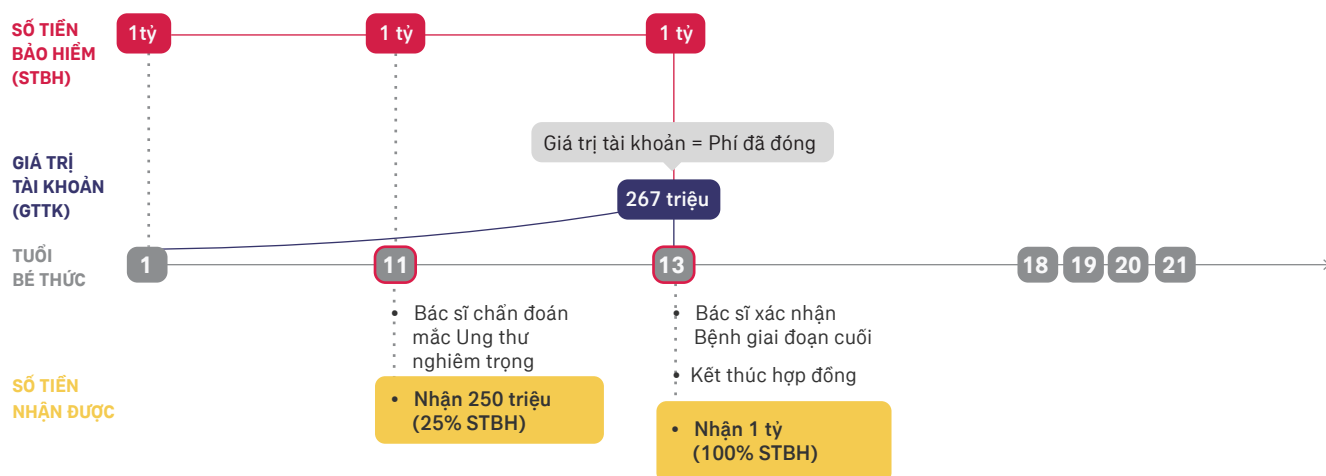 SỐ TIỀN
BẢO HIỂM
(STBH)
1tỷ
1 tỷ
1 tỷ
Giá trị tài khoản = Phí đã đóng
GIÁ TRỊ
TÀI KHOẢN
(GTTK)
267 triệu
TUỔI
BÉ THỨC
1
11
13
18
19
20
21
• Bác sĩ chẩn đoán
mắc Ung thư
nghiêm trọng
• Bác sĩ xác nhận
Bệnh giai đoạn cuối
• Kết thúc hợp đồng
SỐ TIỀN
NHẬN ĐƯỢC
• Nhận 250 triệu
(25% STBH)
• Nhận 1 tỷ
(100% STBH)